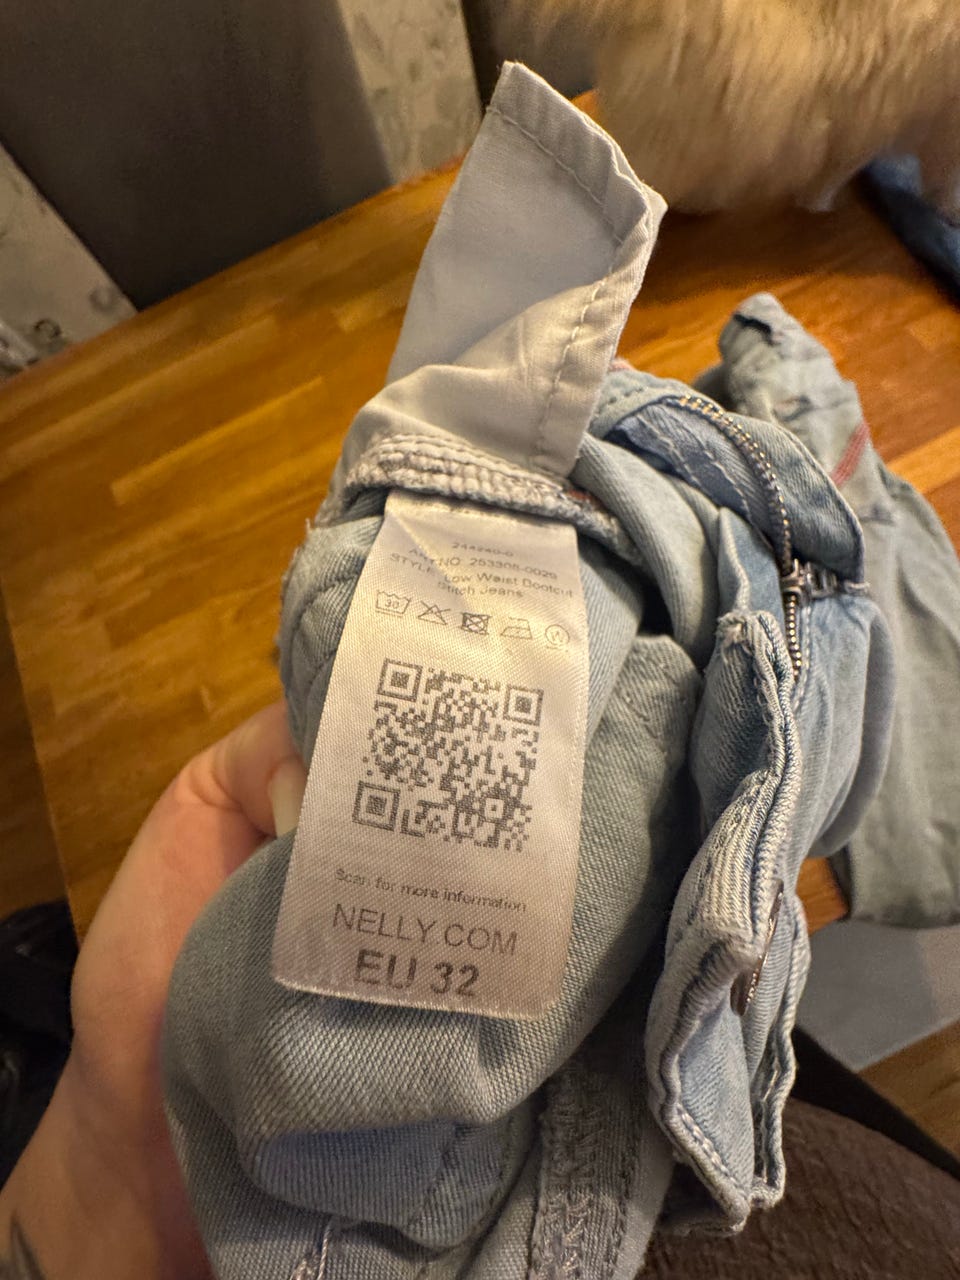 244240-0
ART.NO. 253305-0029
STYLE: Low Waist Bootcut
Stitch Jeans
30
W
Scan for more information
NELLY.COM
EU 32